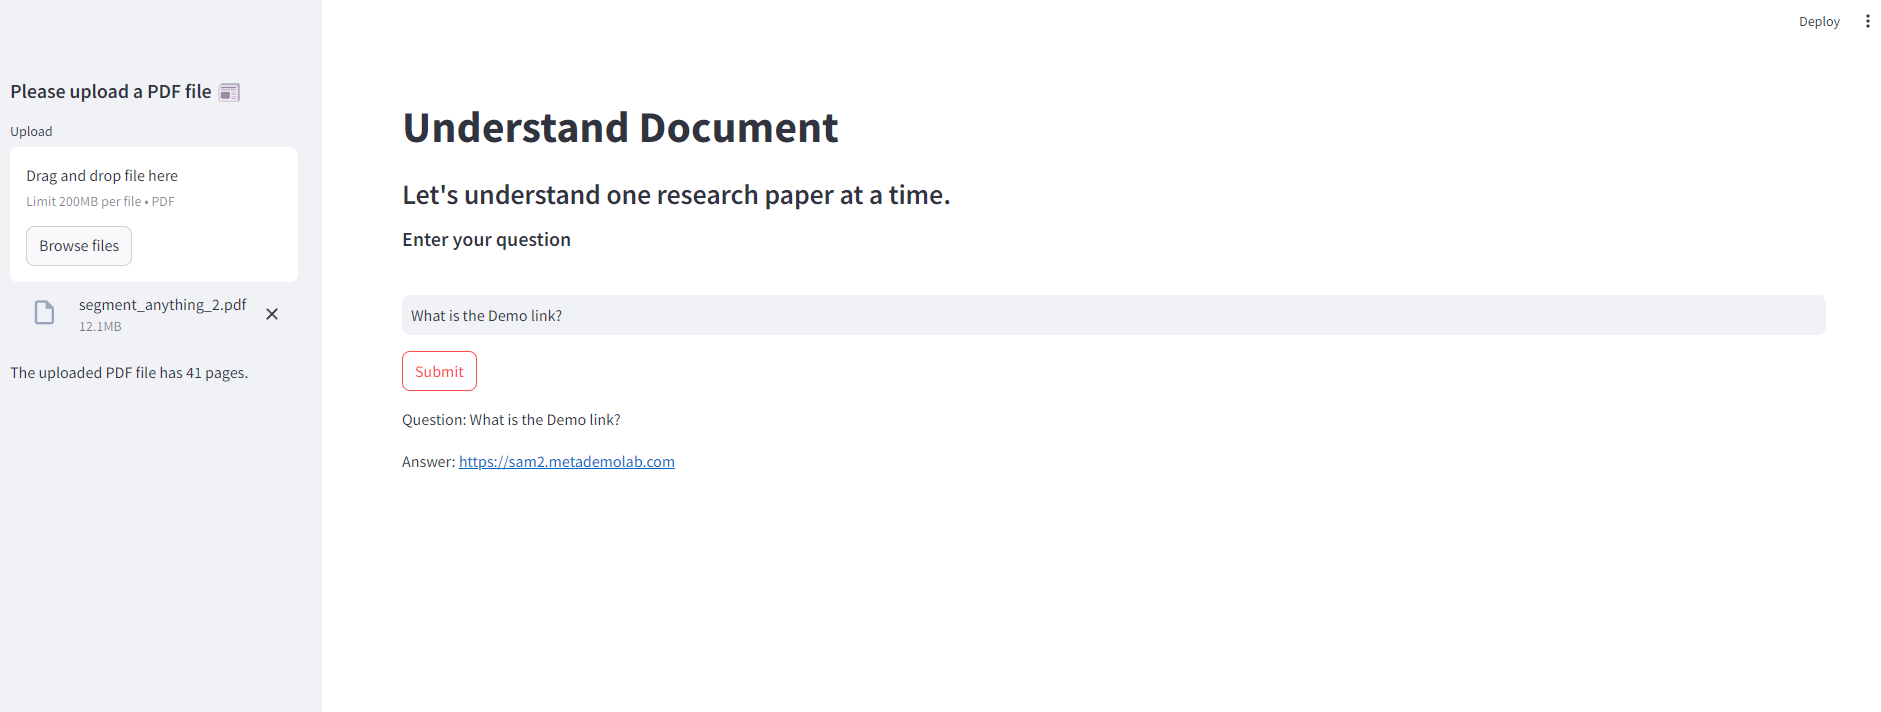 Deploy
Please upload a PDF file
Upload
Drag and drop file here
Limit 200MB per file • PDF
Browse files
segment_anything_2.pdf
12.1MB
The uploaded PDF file has 41 pages.
Understand Document
Let's understand one research paper at a time.
Enter your question
What is the Demo link?
Submit
Question: What is the Demo link?
Answer: https://sam2.metademolab.com